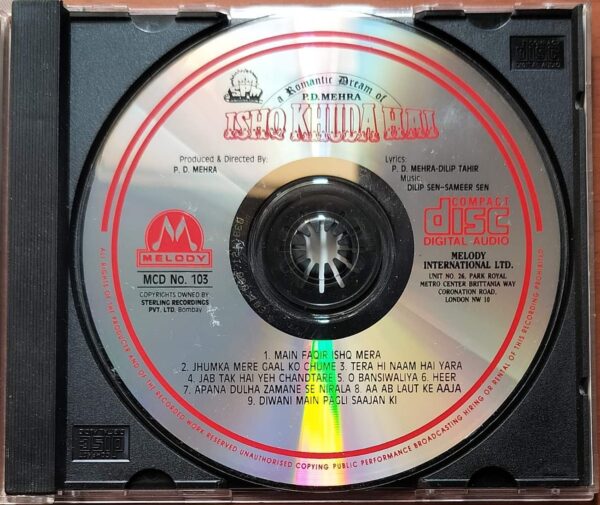 a Romantic Dream of
P.D. MEHRA
ISHQ KHUDA HAI
Produced & Directed By:
P. D. MEHRA
Lyrics:
P. D. MEHRA-DILIP TAHIR
Music:
DILIP SEN-SAMEER SEN
MELODY
MCD No. 103
COPYRIGHTS OWNED BY
STERLING RECORDINGS
PVT. LTD, Bombay
COMPACT
disc
DIGITAL AUDIO
MELODY
INTERNATIONAL LTD.
UNIT NO. 26, PARK ROYAL
METRO CENTER BRITTANIA WAY
CORONATION ROAD,
LONDON NW 10
1. MAIN FAQIR ISHQ MERA
2. JHUMKA MERE GAAL KO CHUME 3. TERA HI NAAM HAI YARA
4. JAB TAK HAI YEH CHANDTARE 5. O BANSIWALIYA 6. HEER
7. APANA DULHA ZAMANE SE NIRALA 8. AA AB LAUT KE AAJA
9. DIWANI MAIN PAGLI SAAJAN KI
ALL RIGHTS OF THE PRODUCER AND OF THE RECORDED WORK RESERVED UNAUTHORISED COPYING PUBLIC PERFORMANCE BROADCASTING HIRING OR RENTAL OF THIS RECORDING PROHIBITED